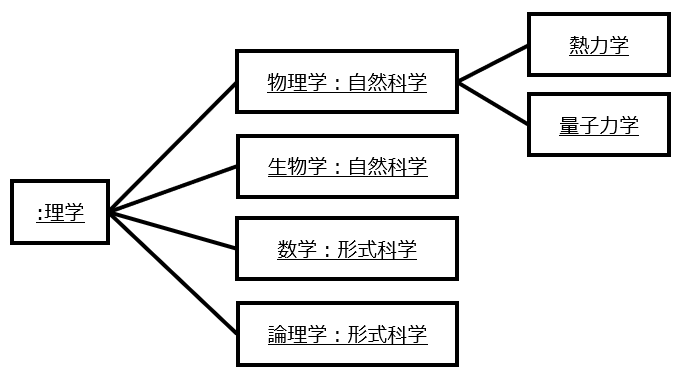 :理学
物理学：自然科学
熱力学
量子力学
生物学：自然科学
数学：形式科学
論理学：形式科学